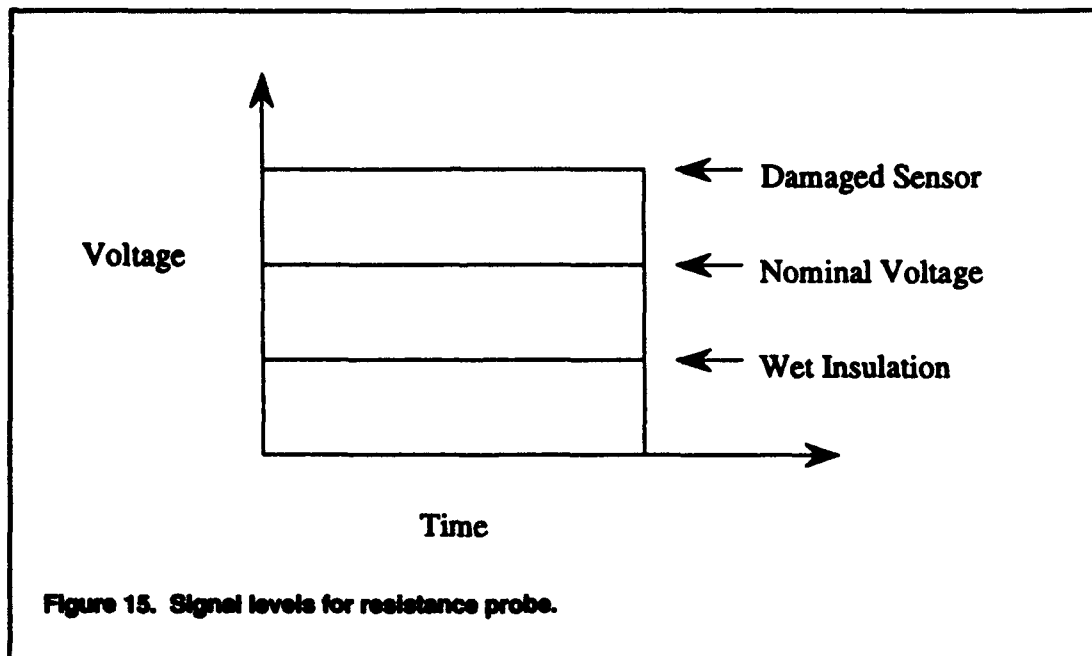 Damaged Sensor
Voltage
Nominal Voltage
Wet Insulation
Time
Figure 15. Signal levels for resistance probe.